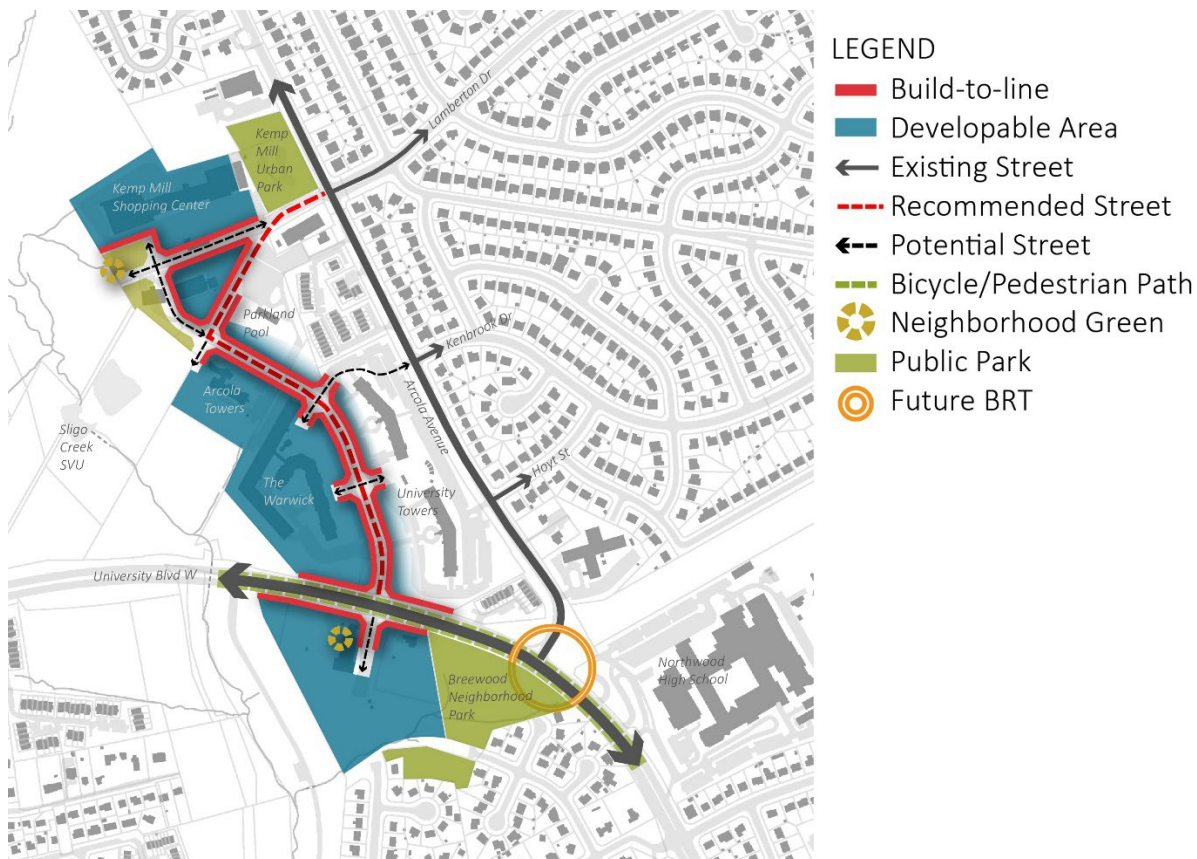 LEGEND
Build-to-line
Developable Area
Existing Street
Recommended Street
Potential Street
Bicycle/Pedestrian Path
Neighborhood Green
Public Park
Future BRT
Lamberton Dr
Kemp
Mill
Urban
Park
Kemp Mill
Shopping Center
Parkland
Pool
Kenbrook Dr
Arcola
Towers
Arcola Avenue
Sligo
Creek
SVU
The
Warwick
University
Towers
Hoyt St
University Blvd W
Northwood
High School
Breewood
Neighborhood
Park